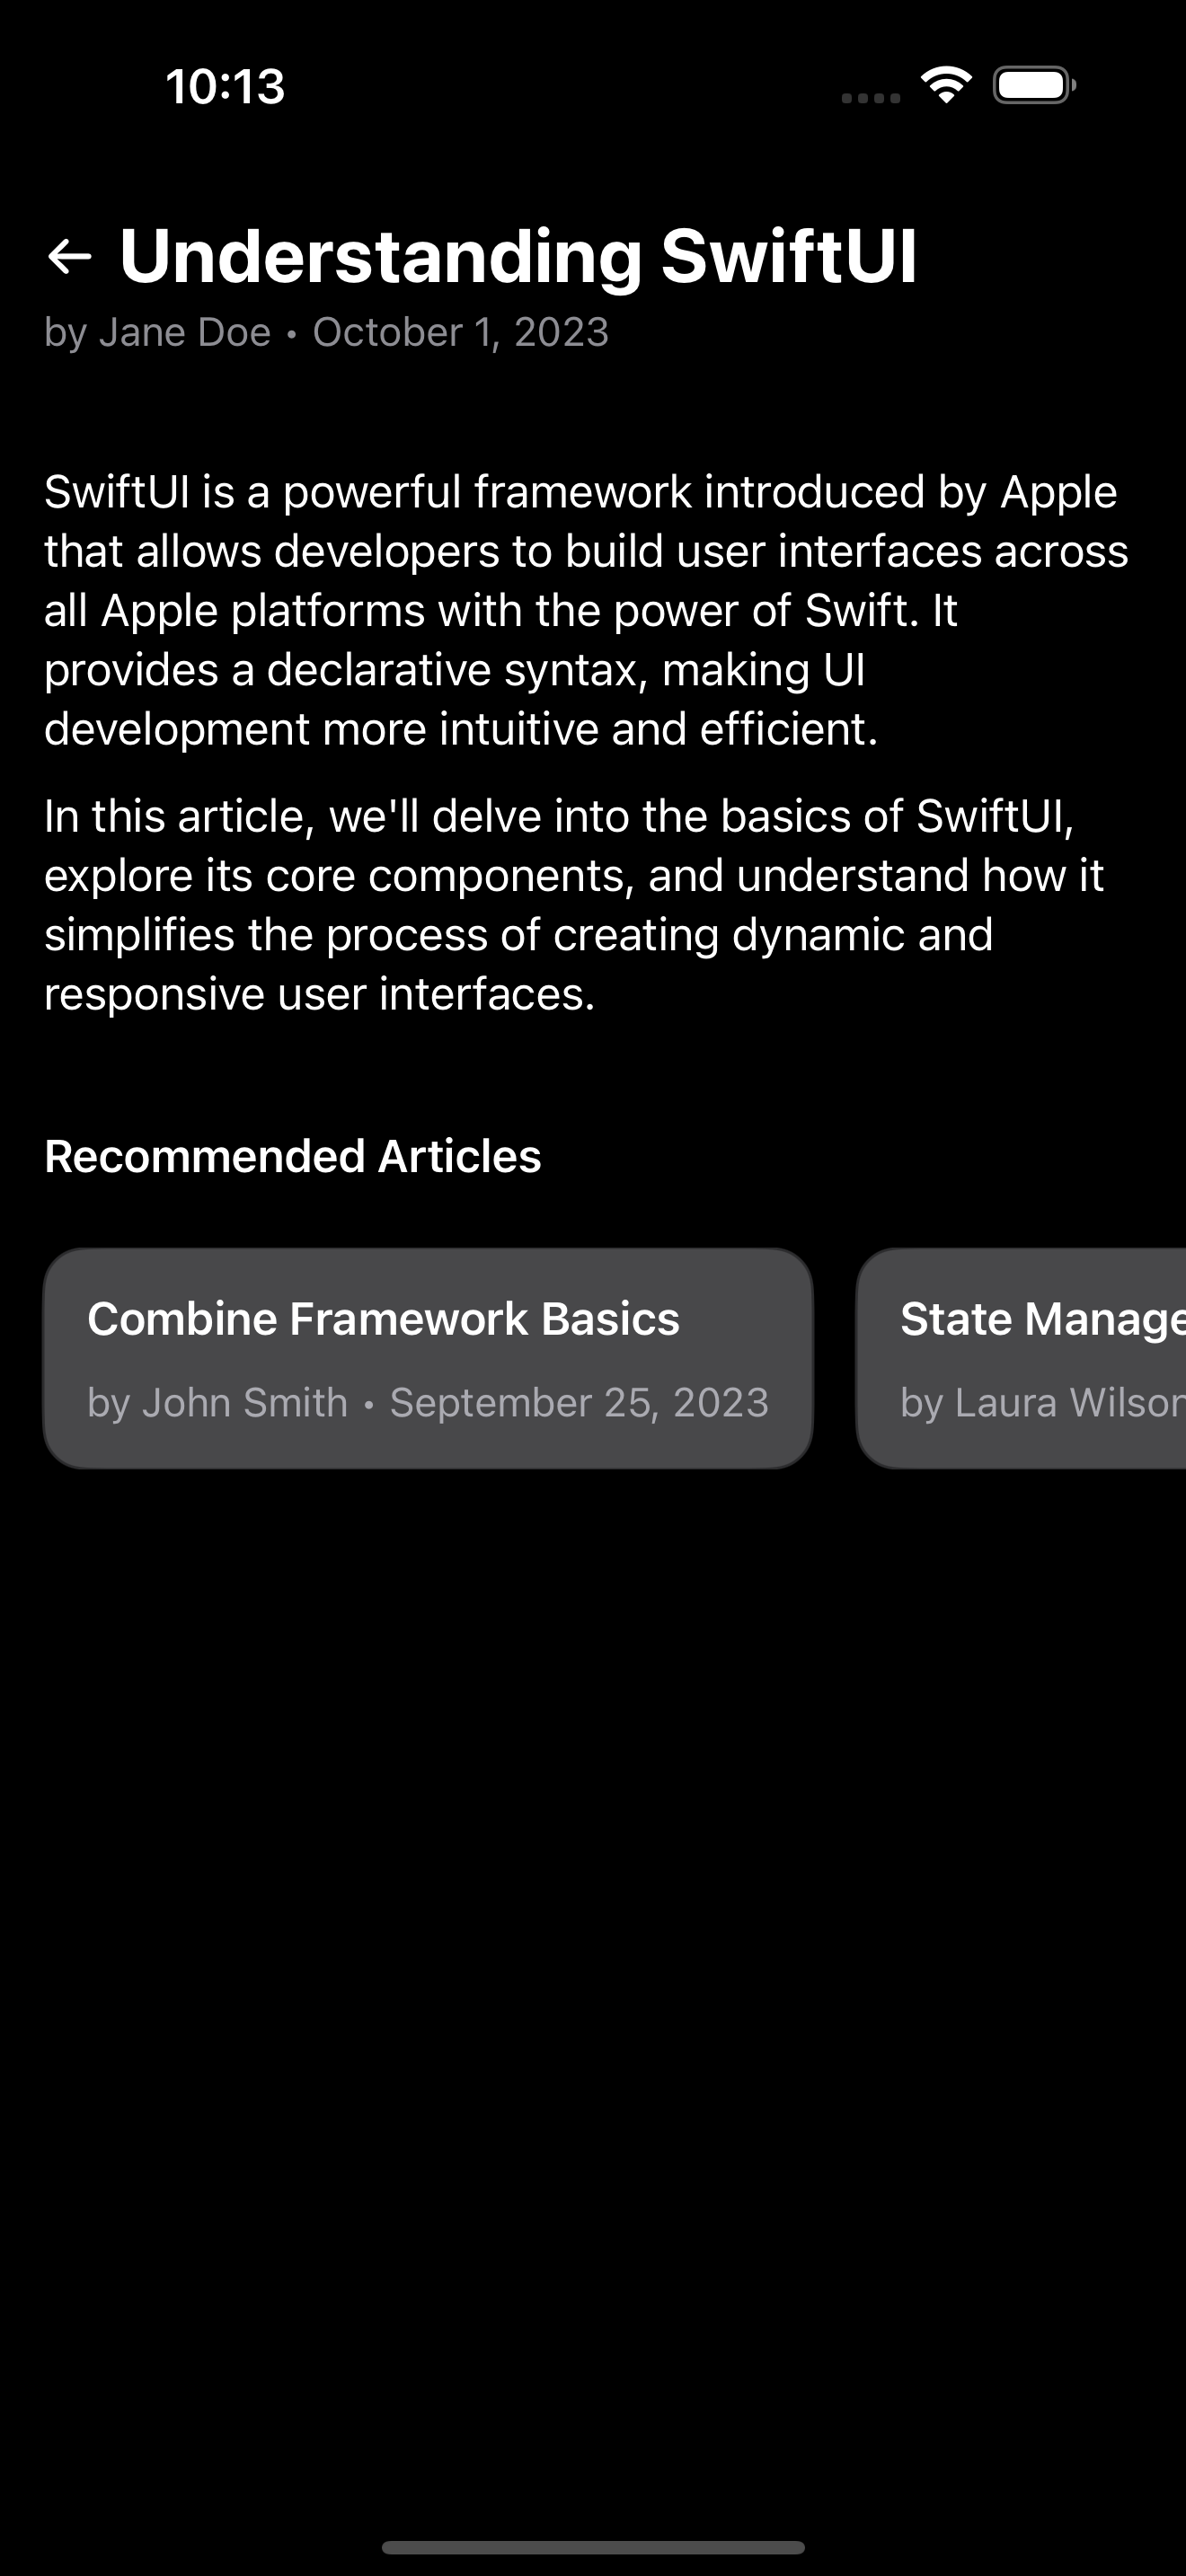 10:13
Understanding SwiftUI
by Jane Doe • October 1, 2023
SwiftUI is a powerful framework introduced by Apple
that allows developers to build user interfaces across
all Apple platforms with the power of Swift. It
provides a declarative syntax, making UI
development more intuitive and efficient.
In this article, we'll delve into the basics of SwiftUI,
explore its core components, and understand how it
simplifies the process of creating dynamic and
responsive user interfaces.
Recommended Articles
Combine Framework Basics
by John Smith • September 25, 2023
State Manage
by Laura Wilson